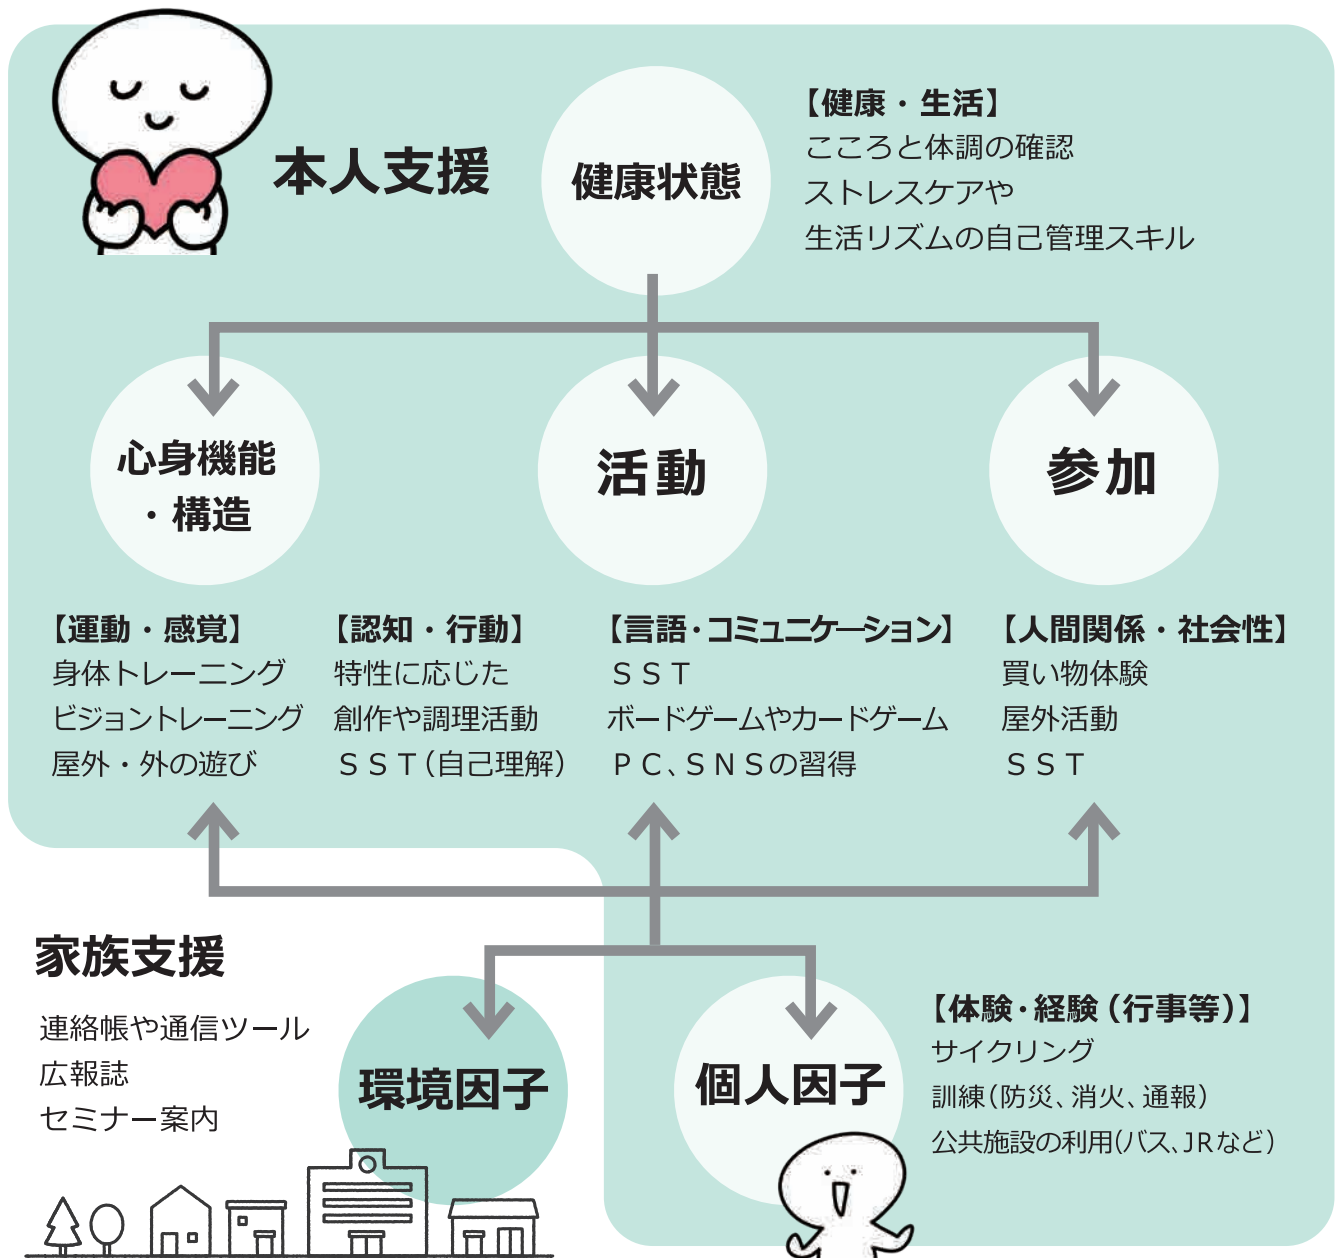 本人支援
健康状態
【健康・生活】
こころと体調の確認
ストレスケアや
生活リズムの自己管理スキル
心身機能
・構造
活動
参加
【運動・感覚】
身体トレーニング
ビジョントレーニング
屋外・外の遊び
【認知・行動】
特性に応じた
創作や調理活動
ＳＳＴ（自己理解）
【言語・コミュニケーション】
ＳＳＴ
ボードゲームやカードゲーム
ＰＣ、ＳＮＳの習得
【人間関係・社会性】
買い物体験
屋外活動
ＳＳＴ
家族支援
連絡帳や通信ツール
広報誌
セミナー案内
環境因子
個人因子
【体験・経験（行事等）】
サイクリング
訓練（防災、消火、通報）
公共施設の利用（バス、JRなど）